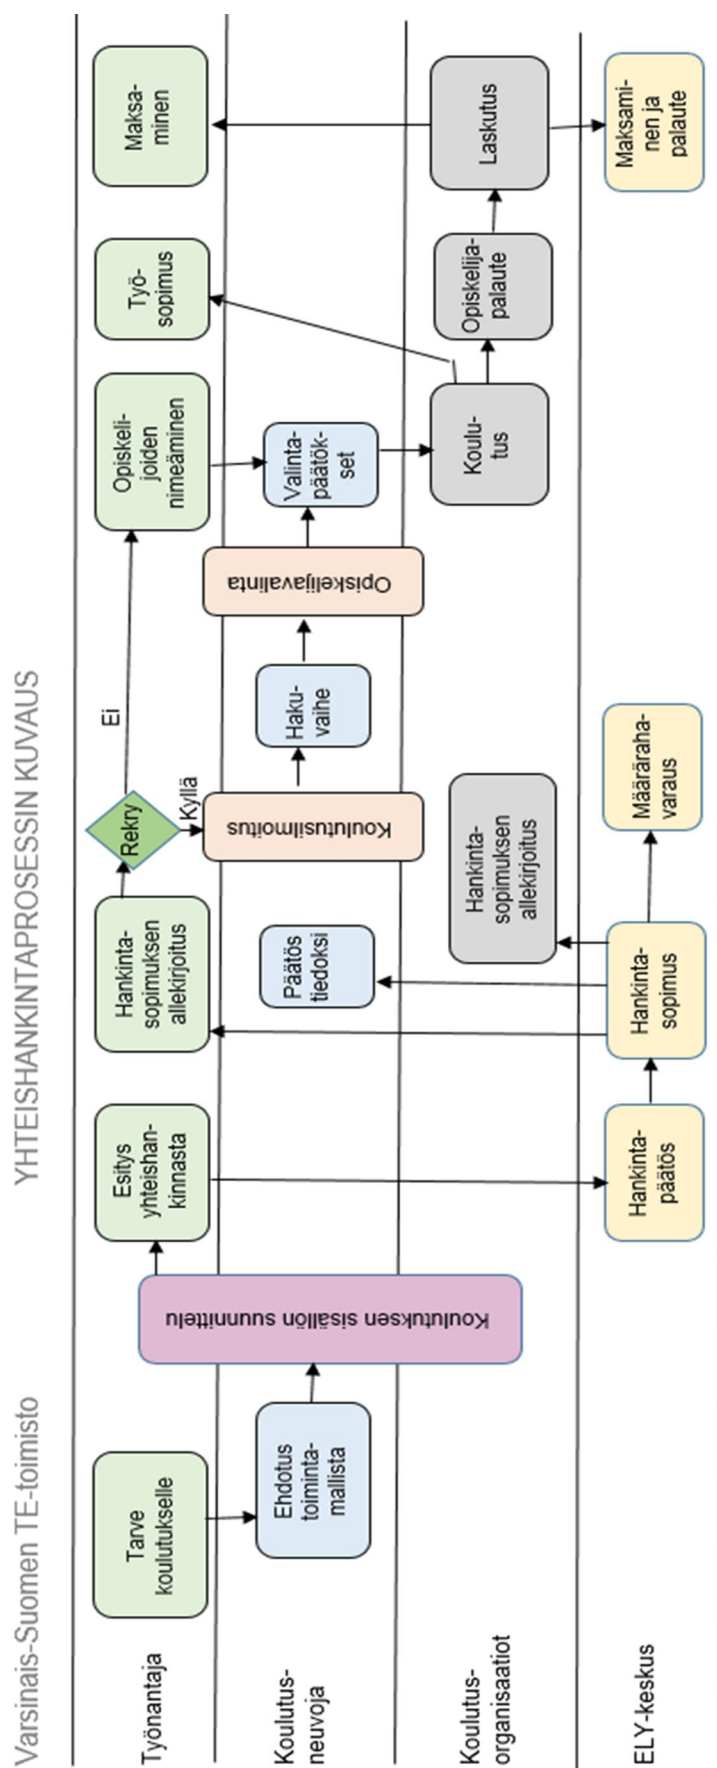 Varsinais-Suomen TE-toimisto
YHTEISHANKINTAPROSESSIN KUVAUS
Työnantaja
Tarve
koulutukselle
Esitys
yhteishan-
kinnasta
Hankinta-
sopimuksen
allekirjoitus
Rekry
Ei
Kyllä
Opiskeli-
joiden
nimeäminen
Työ-
sopimus
Maksa-
minen
Koulutus-
neuvoja
Ehdotus
toiminta-
mallista
Koulutuksen sisällön suunnittelu
Päätös
tiedoksi
Koulutusilmoitus
Haku-
vaihe
Opiskelijavalinta
Valinta-
päätök-
set
Koulutus-
organisaatiot
Hankinta-
sopimuksen
allekirjoitus
Koulu-
tus
Opiskelija-
palaute
Laskutus
ELY-keskus
Hankinta-
päätös
Hankinta-
sopimus
Määräraha-
varaus
Maksami-
nen ja
palaute